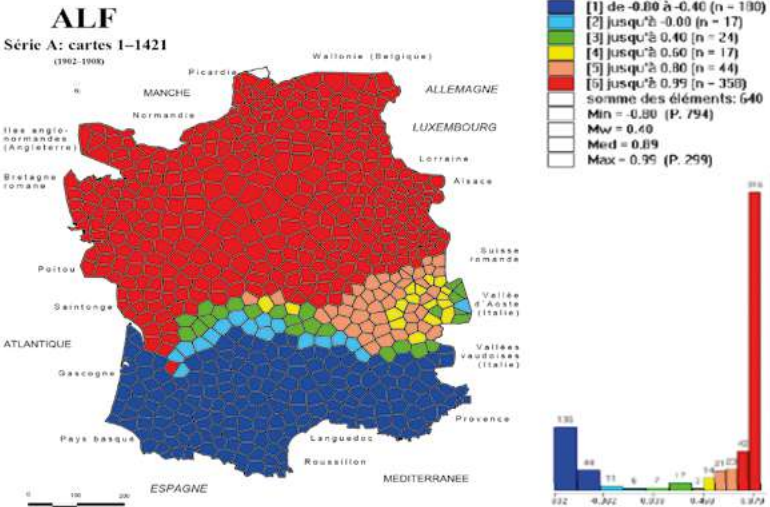 ALF
Série A: cartes 1–1421
(1902–1908)
Wallonie (Belgique)
Picardie
MANCHE
ALLEMAGNE
Normandie
LUXEMBOURG
Iles anglo-
normandes
(Angleterre)
Lorraine
Bretagne
romane
Alsace
Suisse
romande
Poitou
Vallée
d'Aoste
(Italie)
Saintonge
ATLANTIQUE
Vallées
vaudoises
(Italie)
Gascogne
Provence
Pays basque
Languedoc
Roussillon
MEDITERRANEE
ESPAGNE
0 100 200
[1] de -0.80 à -0.40 (n = 180)
[2] jusqu'à -0.00 (n = 17)
[3] jusqu'à 0.40 (n = 24)
[4] jusqu'à 0.60 (n = 17)
[5] jusqu'à 0.80 (n = 44)
[6] jusqu'à 0.99 (n = 358)
somme des éléments: 640
Min = -0.80 (P. 794)
Mw = 0.40
Med = 0.89
Max = 0.99 (P. 299)
316
136
44
11
6
7
17
3
14
21
23
42